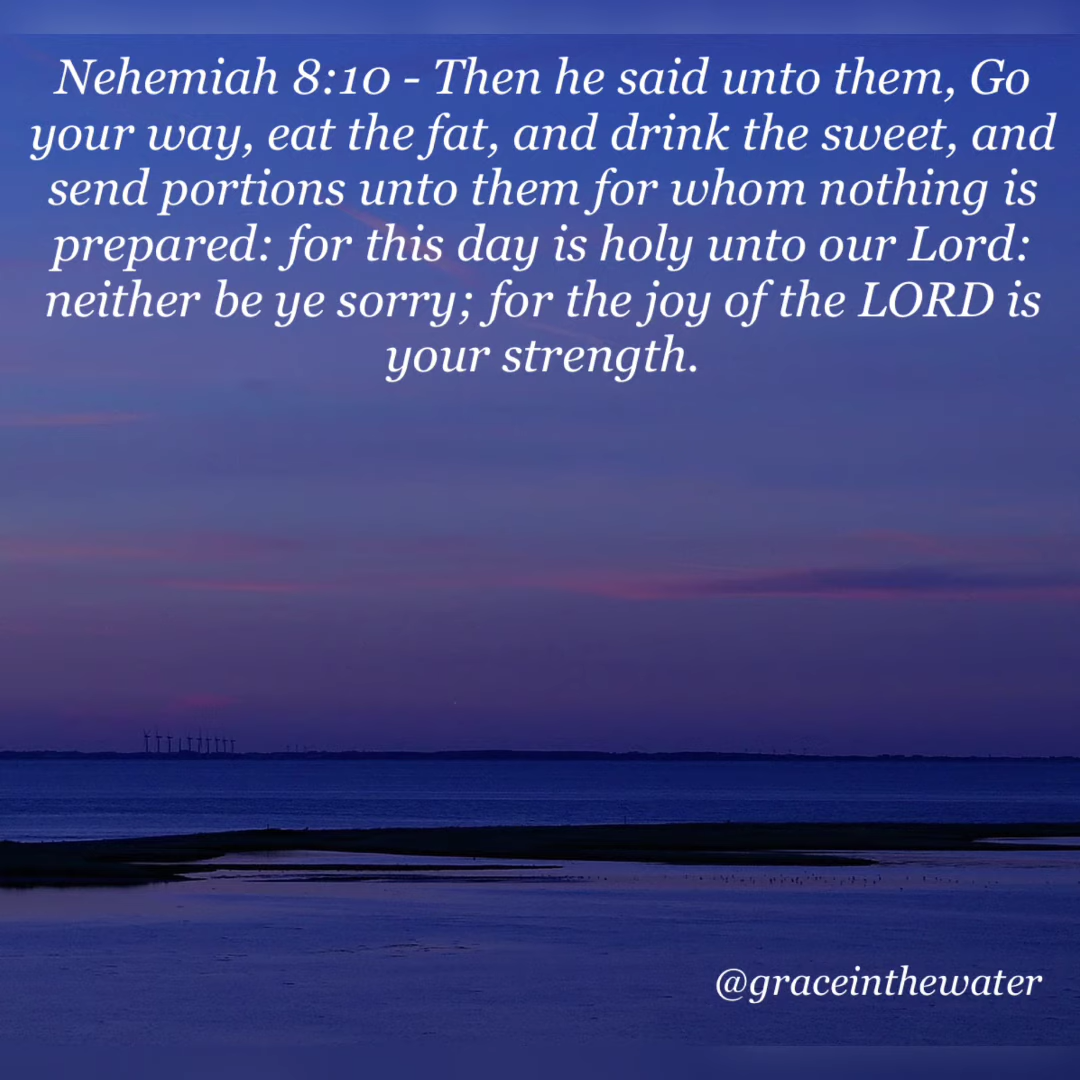 Nehemiah 8:10 - Then he said unto them, Go
your way, eat the fat, and drink the sweet, and
send portions unto them for whom nothing is
prepared: for this day is holy unto our Lord:
neither be ye sorry; for the joy of the LORD is
your strength.
@graceinthewater